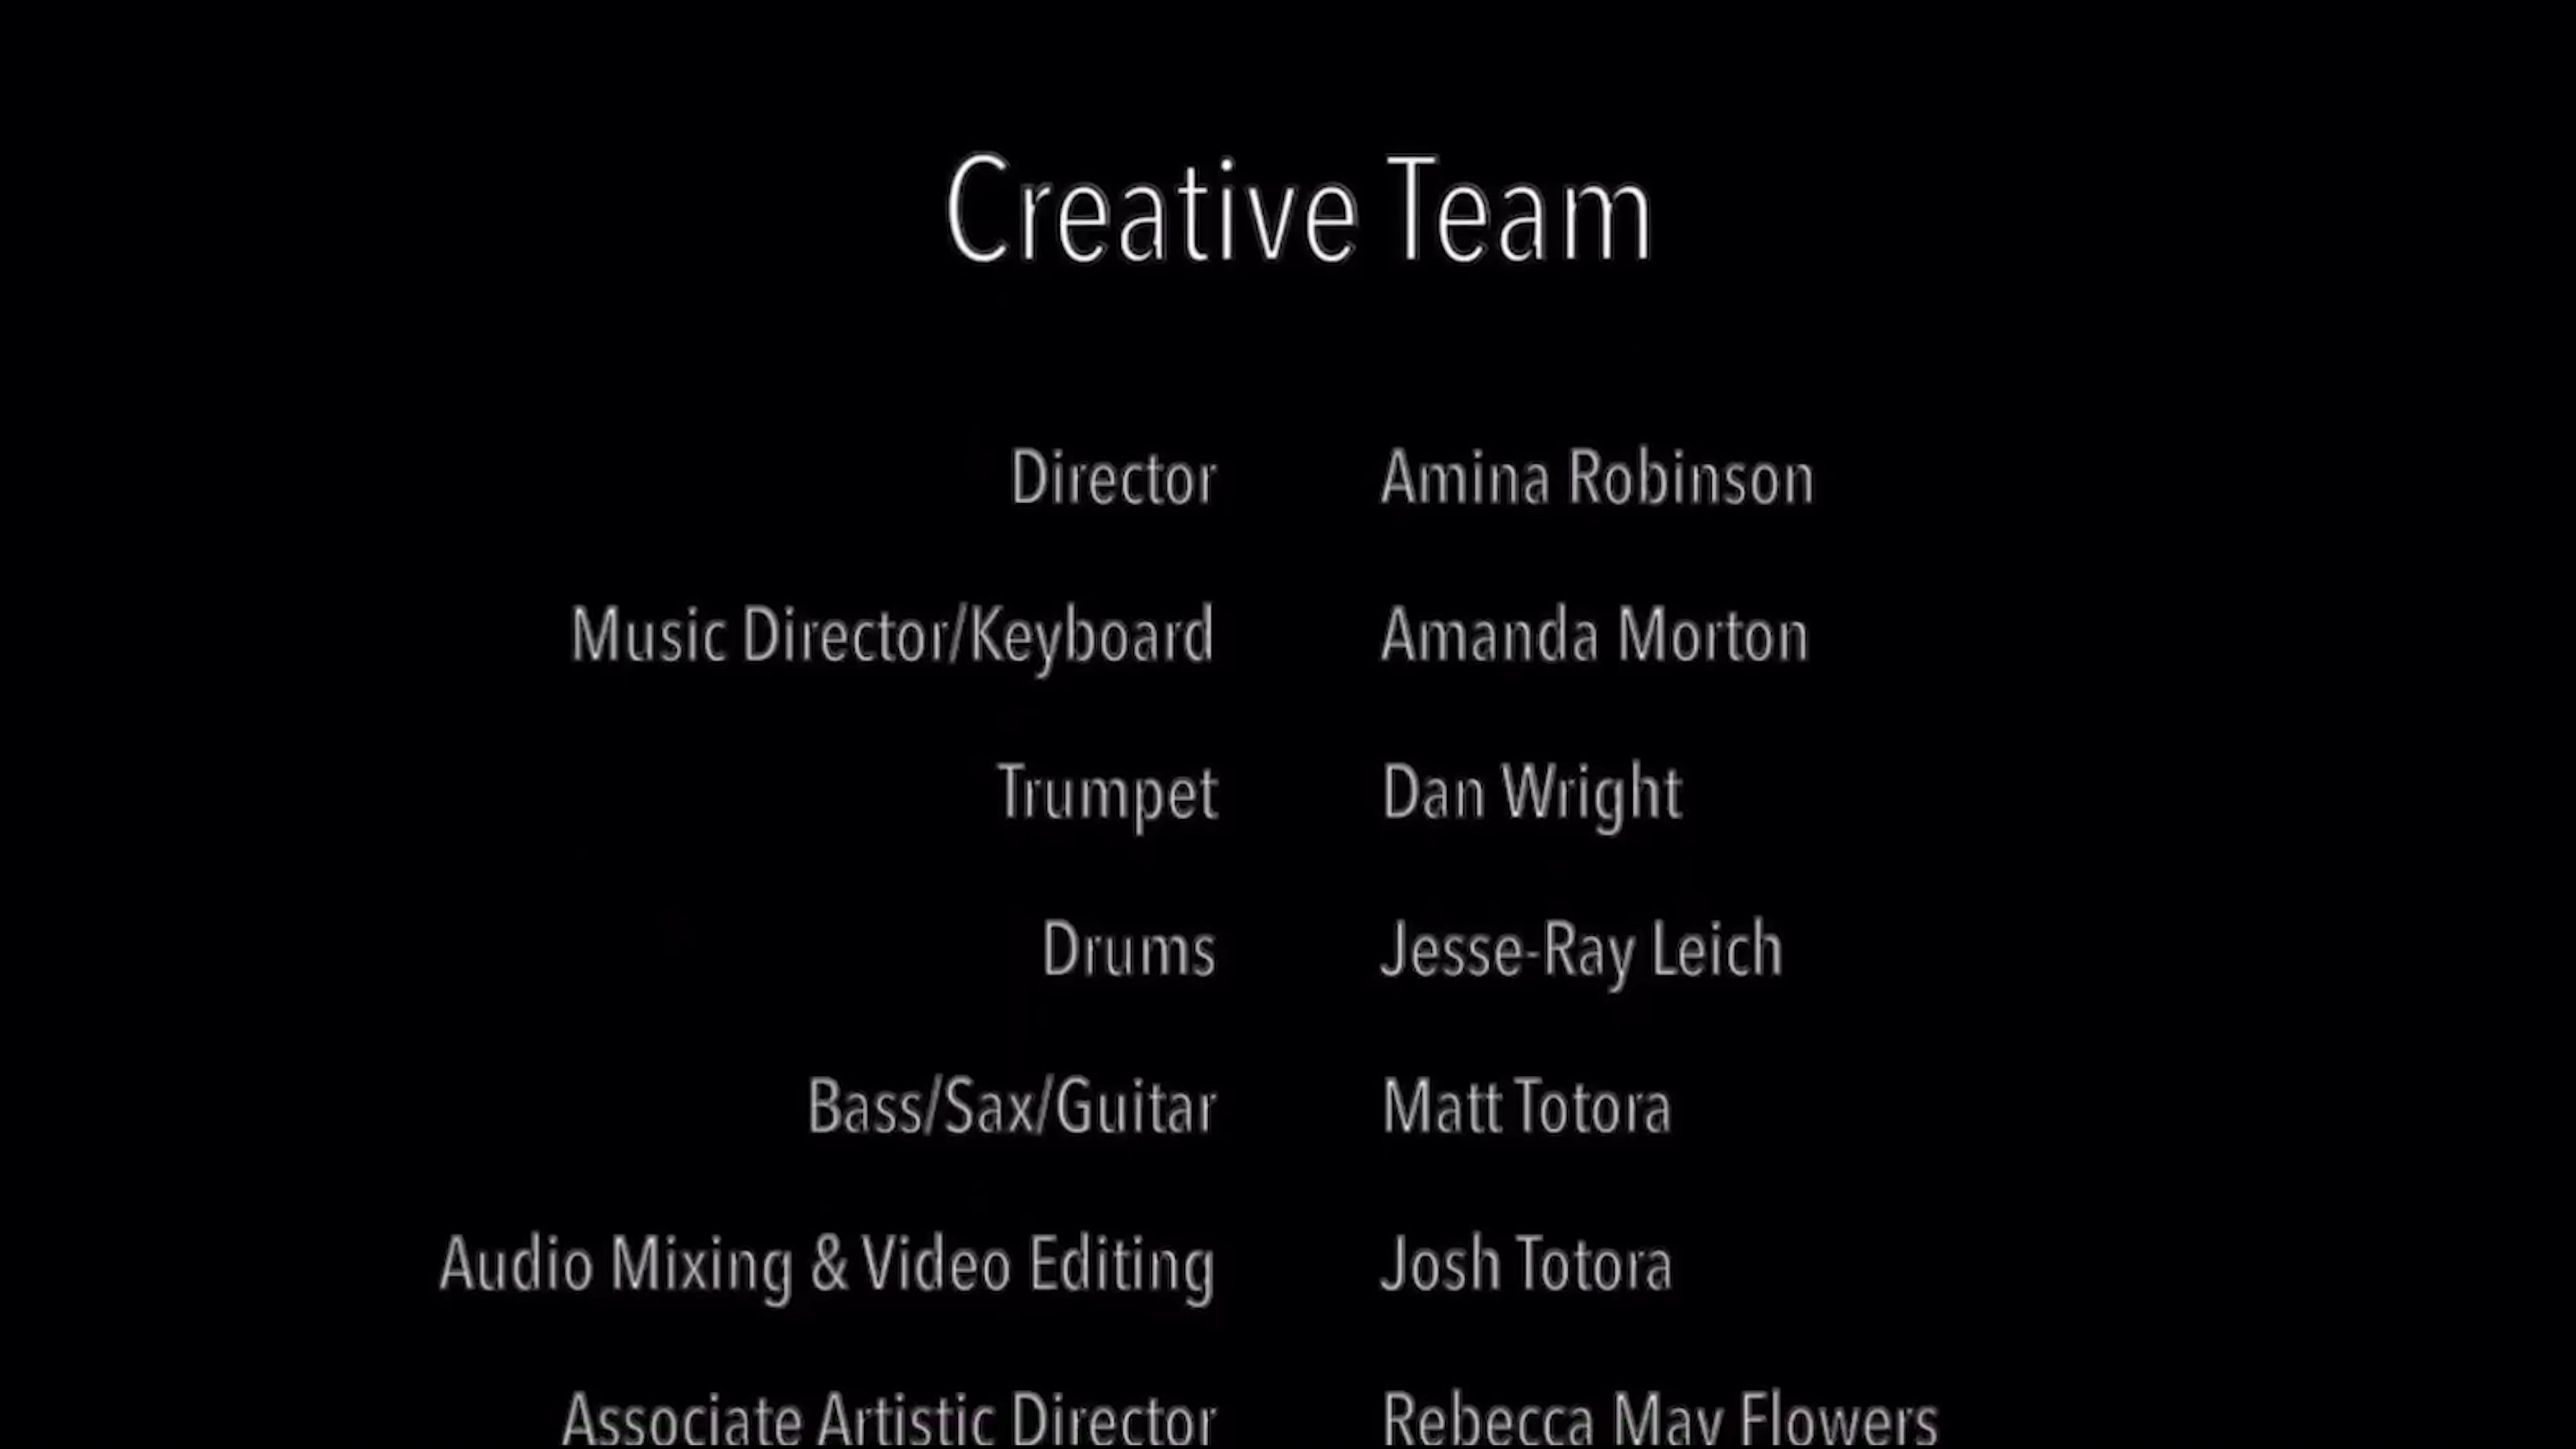 Creative Team
Director Amina Robinson
Music Director/Keyboard Amanda Morton
Trumpet Dan Wright
Drums Jesse-Ray Leich
Bass/Sax/Guitar Matt Totora
Audio Mixing & Video Editing Josh Totora
Associate Artistic Director Rebecca May Flowers